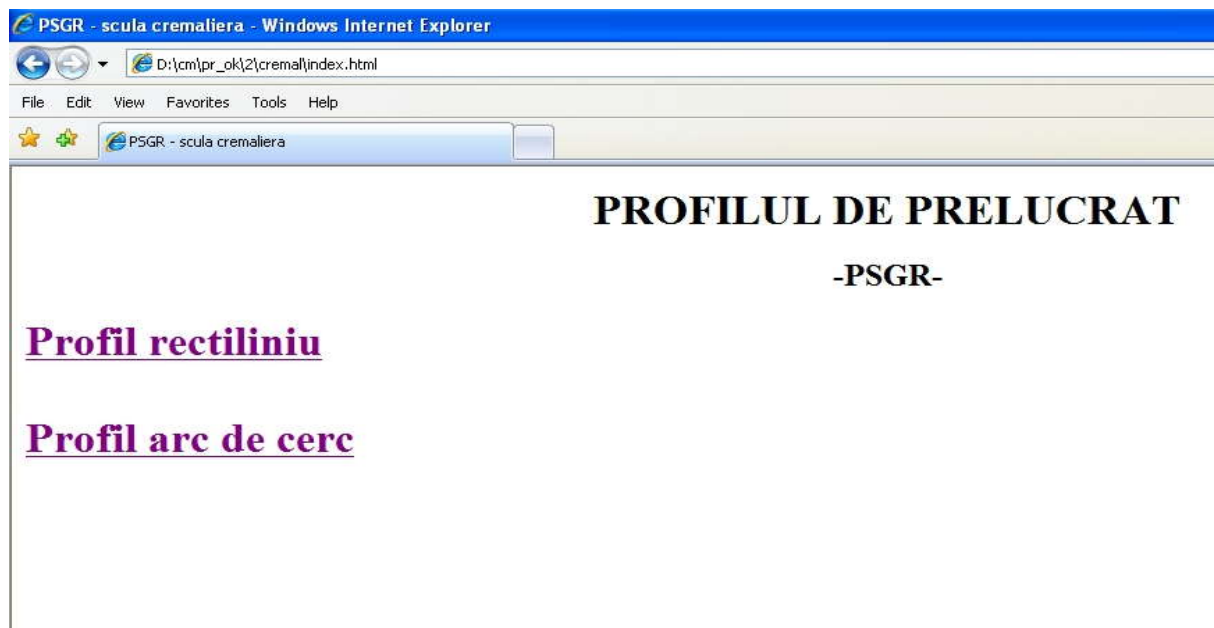 PSGR - scula cremaliera - Windows Internet Explorer
D:\cm\pr_ok\2\cremal\index.html
File Edit View Favorites Tools Help
PSGR - scula cremaliera
PROFILUL DE PRELUCRAT
-PSGR-
Profil rectiliniu
Profil arc de cerc